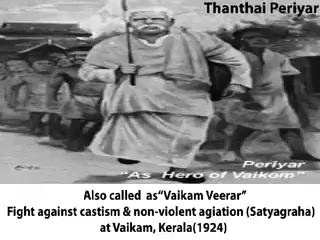 Thanthai Periyar
Periyar
"As Hero of Vaikom"
Also called as"Vaikam Veerar"
Fight against castism & non-violent agiation (Satyagraha)
at Vaikam, Kerala(1924)